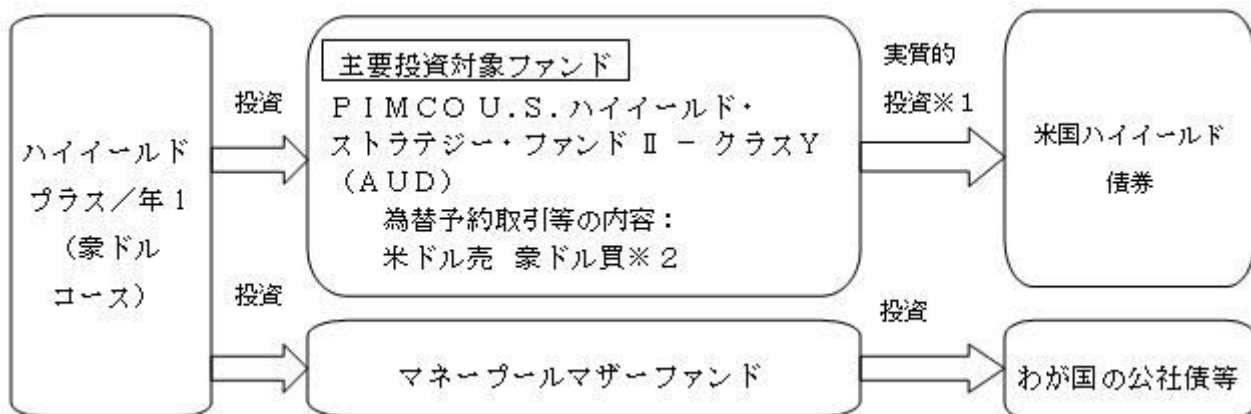 ハイイールド
プラス／年１
（豪ドル
コース）
投資
主要投資対象ファンド
ＰＩＭＣＯ Ｕ.Ｓ.ハイイールド・
ストラテジー・ファンド Ⅱ － クラスＹ
（ＡＵＤ）
為替予約取引等の内容：
米ドル売 豪ドル買※２
実質的
投資※１
米国ハイイールド
債券
投資
マネープールマザーファンド
投資
わが国の公社債等